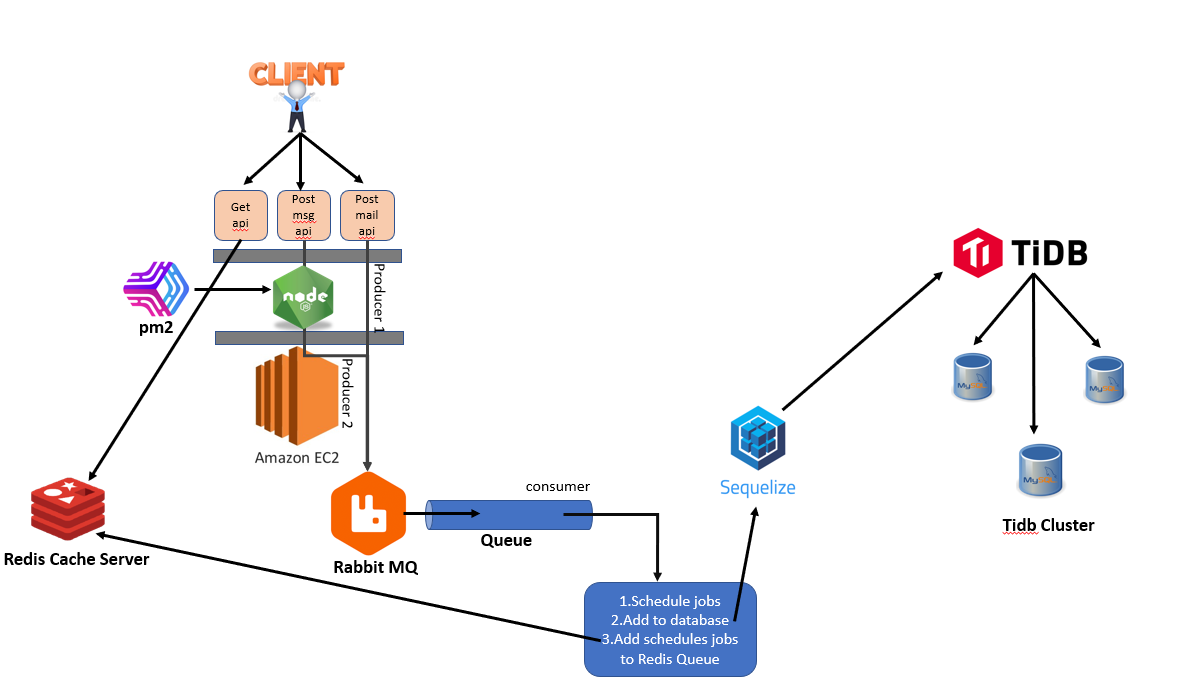 CLIENT
Get
api
Post
msg
api
Post
mail
api
Producer 1
node
JS
pm2
Producer 2
Amazon EC2
Redis Cache Server
Rabbit MQ
consumer
Queue
1.Schedule jobs
2.Add to database
3.Add schedules jobs
to Redis Queue
Sequelize
TiDB
MySQL
MySQL
MySQL
Tidb Cluster